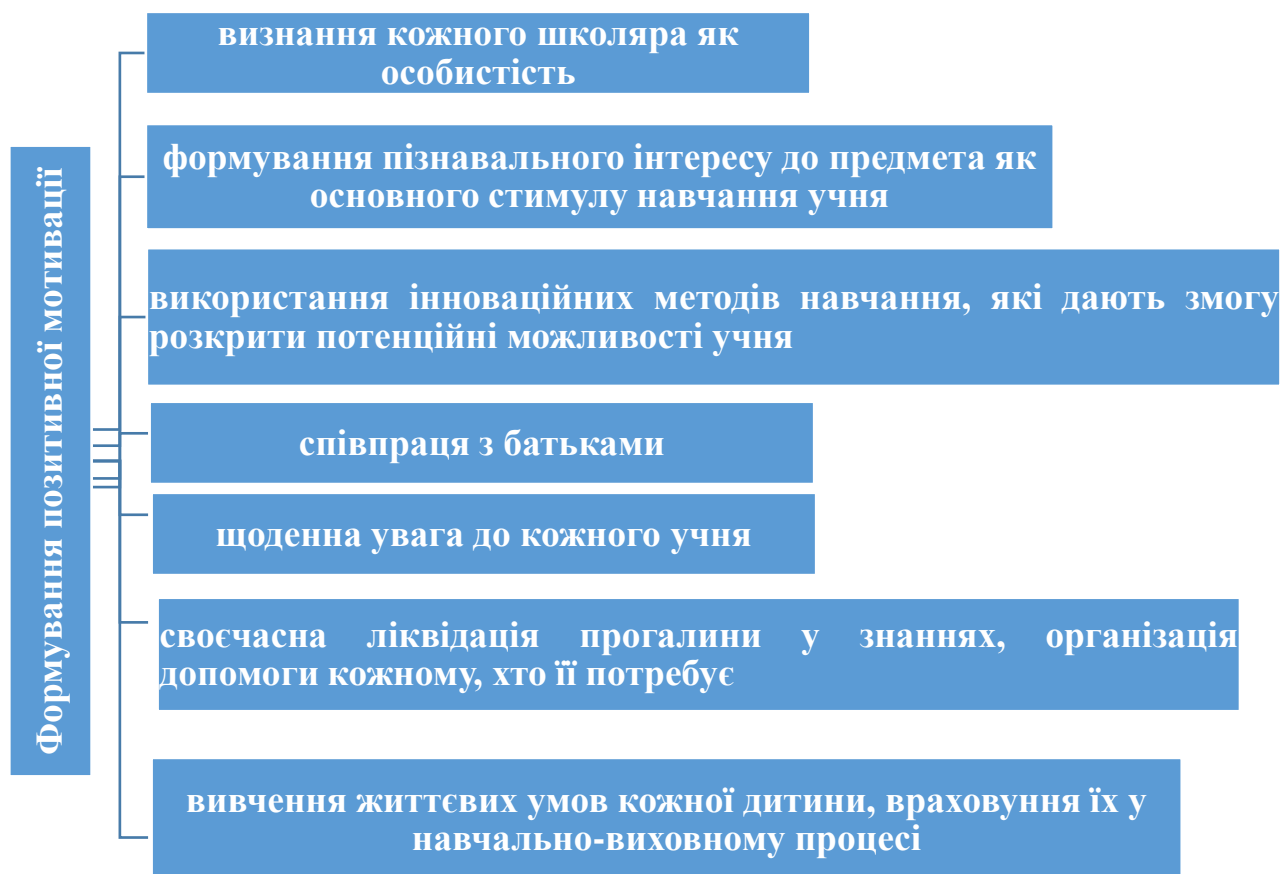 Формування позитивної мотивації
визнання кожного школяра як
особистість
формування пізнавального інтересу до предмета як
основного стимулу навчання учня
використання інноваційних методів навчання, які дають змогу
розкрити потенційні можливості учня
співпраця з батьками
щоденна увага до кожного учня
своєчасна ліквідація прогалини у знаннях, організація
допомоги кожному, хто її потребує
вивчення життєвих умов кожної дитини, враховуння їх у
навчально-виховному процесі